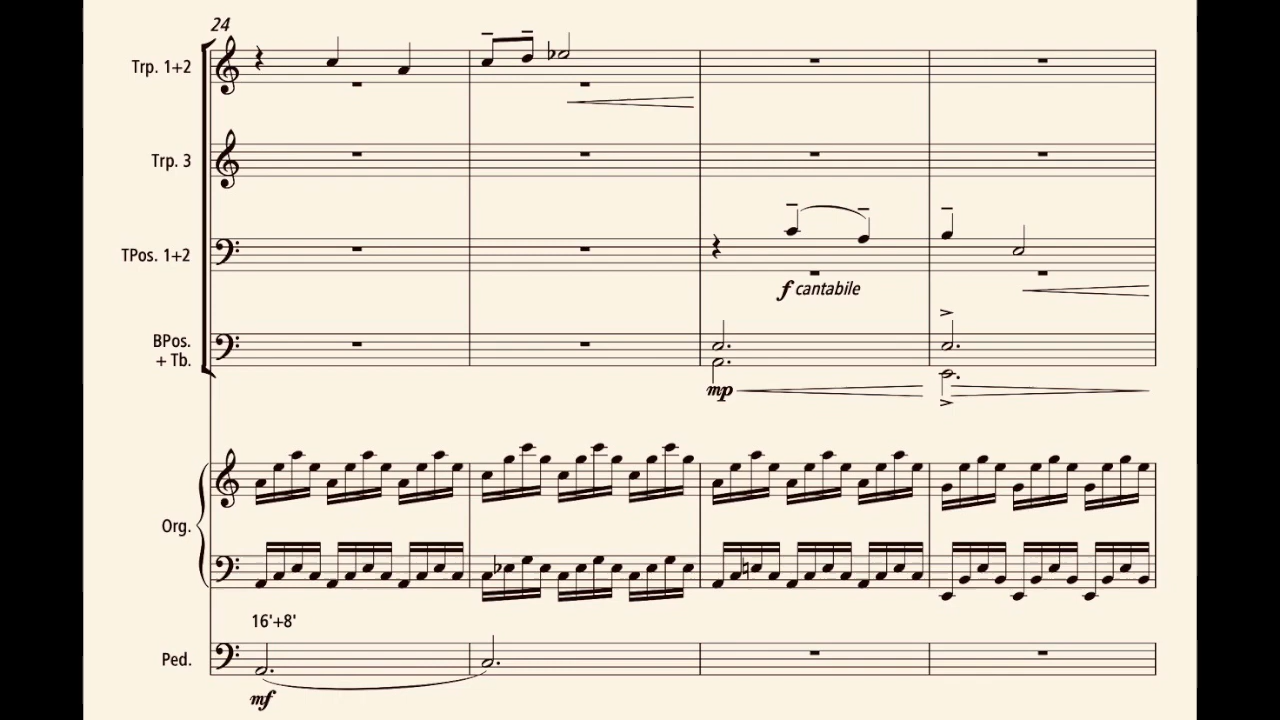 24
Trp. 1+2
Trp. 3
TPos. 1+2
f cantabile
BPos.
+ Tb.
mp
Org.
16'+8'
Ped.
mf